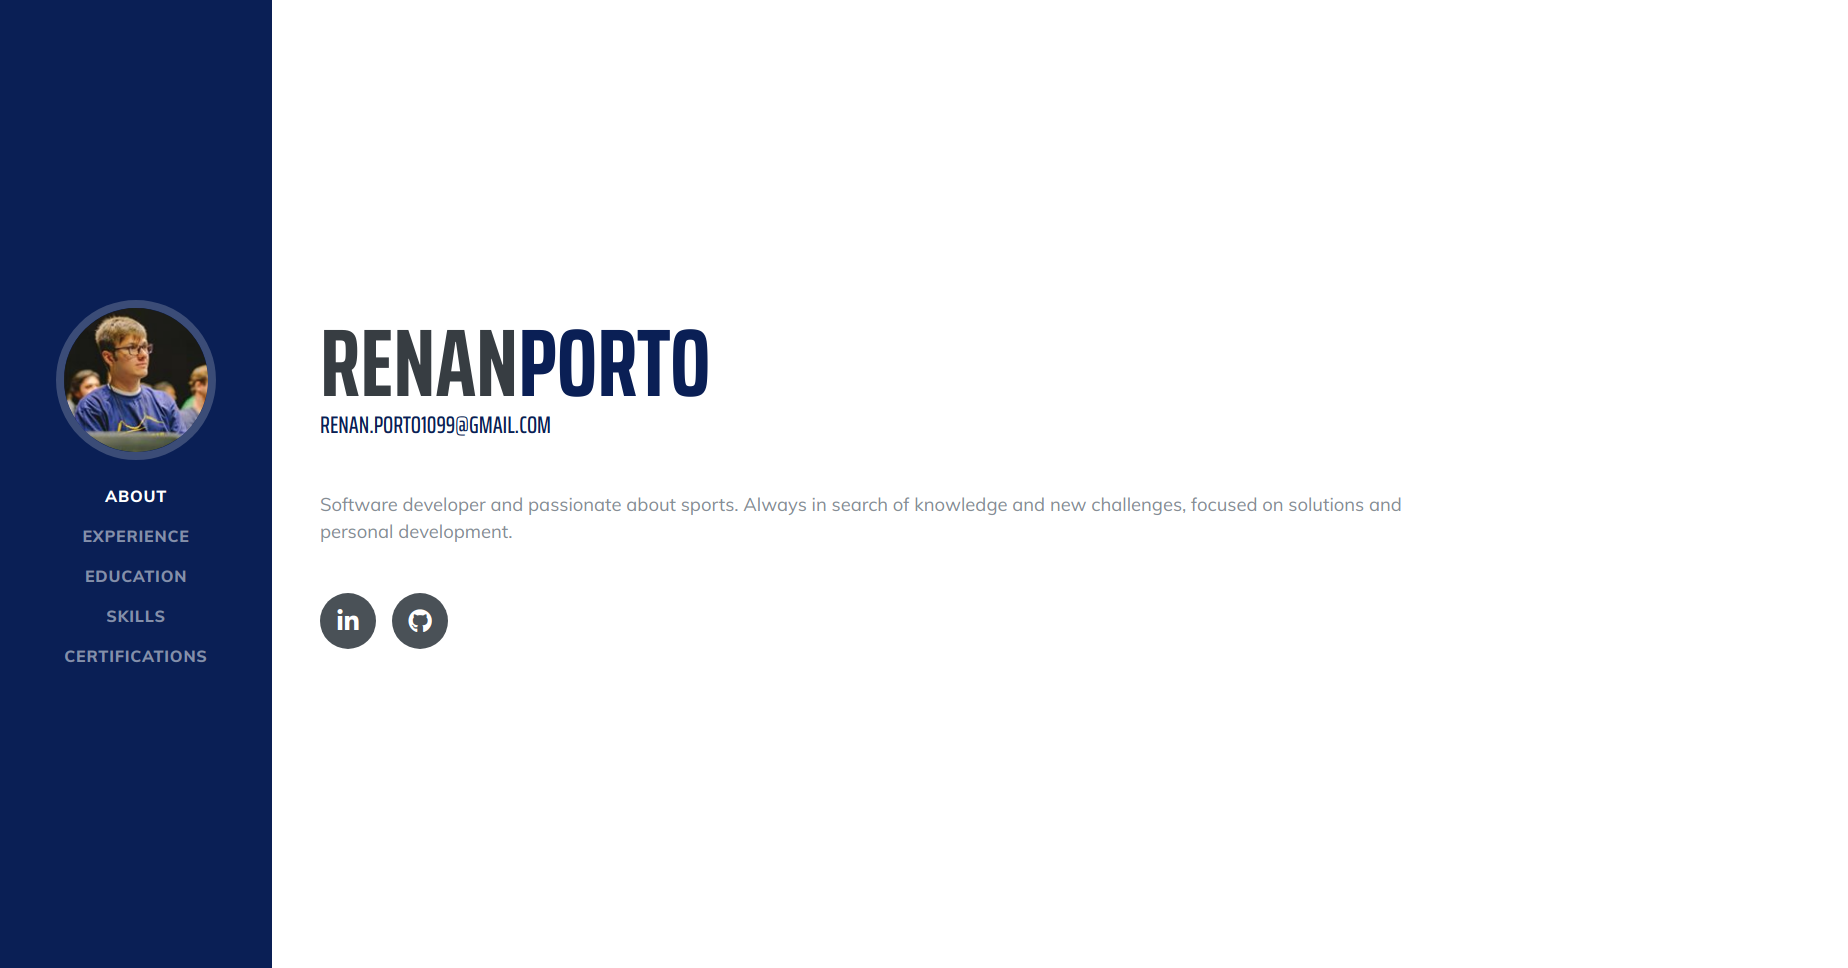 ABOUT
EXPERIENCE
EDUCATION
SKILLS
CERTIFICATIONS
RENANPORTO
RENAN.PORTO1099@GMAIL.COM
Software developer and passionate about sports. Always in search of knowledge and new challenges, focused on solutions and
personal development.
in